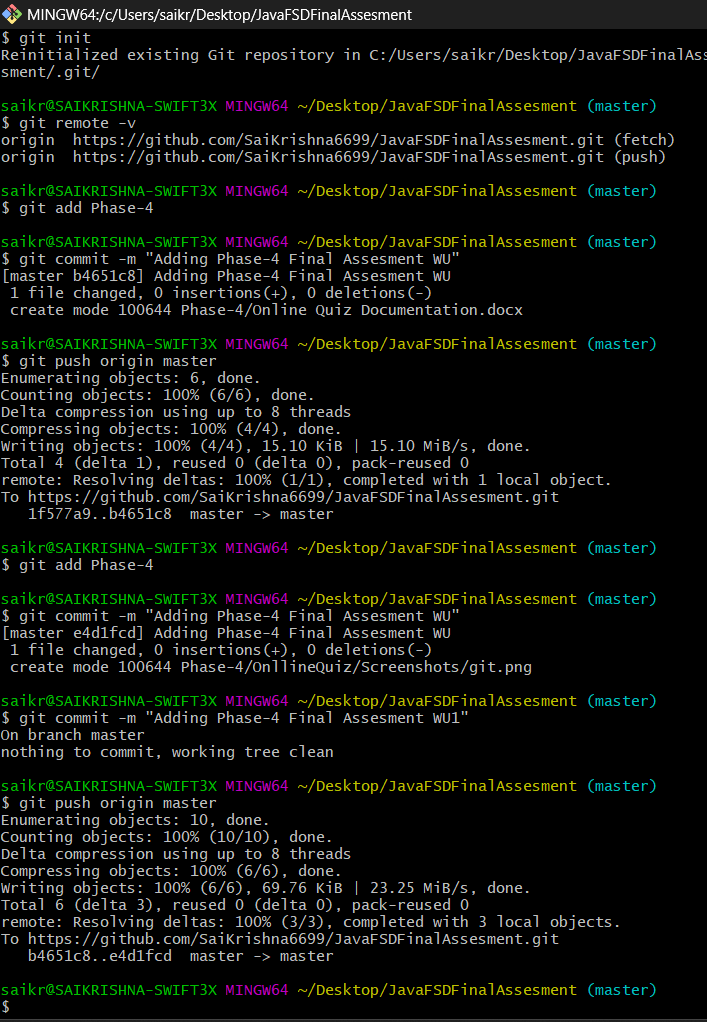 MINGW64:/c/Users/saikr/Desktop/JavaFSDFinalAssesment
$ git init
Reinitialized existing Git repository in C:/Users/saikr/Desktop/JavaFSDFinalAss
sment/.git/
saikr@SAIKRISHNA-SWIFT3X MINGW64 ~/Desktop/JavaFSDFinalAssesment (master)
$ git remote -v
origin  https://github.com/SaiKrishna6699/JavaFSDFinalAssesment.git (fetch)
origin  https://github.com/SaiKrishna6699/JavaFSDFinalAssesment.git (push)
saikr@SAIKRISHNA-SWIFT3X MINGW64 ~/Desktop/JavaFSDFinalAssesment (master)
$ git add Phase-4
saikr@SAIKRISHNA-SWIFT3X MINGW64 ~/Desktop/JavaFSDFinalAssesment (master)
$ git commit -m "Adding Phase-4 Final Assesment WU"
[master b4651c8] Adding Phase-4 Final Assesment WU
 1 file changed, 0 insertions(+), 0 deletions(-)
 create mode 100644 Phase-4/Online Quiz Documentation.docx
saikr@SAIKRISHNA-SWIFT3X MINGW64 ~/Desktop/JavaFSDFinalAssesment (master)
$ git push origin master
Enumerating objects: 6, done.
Counting objects: 100% (6/6), done.
Delta compression using up to 8 threads
Compressing objects: 100% (4/4), done.
Writing objects: 100% (4/4), 15.10 KiB | 15.10 MiB/s, done.
Total 4 (delta 1), reused 0 (delta 0), pack-reused 0
remote: Resolving deltas: 100% (1/1), completed with 1 local object.
To https://github.com/SaiKrishna6699/JavaFSDFinalAssesment.git
   1f577a9..b4651c8  master -> master
saikr@SAIKRISHNA-SWIFT3X MINGW64 ~/Desktop/JavaFSDFinalAssesment (master)
$ git add Phase-4
saikr@SAIKRISHNA-SWIFT3X MINGW64 ~/Desktop/JavaFSDFinalAssesment (master)
$ git commit -m "Adding Phase-4 Final Assesment WU"
[master e4d1fcd] Adding Phase-4 Final Assesment WU
 1 file changed, 0 insertions(+), 0 deletions(-)
 create mode 100644 Phase-4/OnllineQuiz/Screenshots/git.png
saikr@SAIKRISHNA-SWIFT3X MINGW64 ~/Desktop/JavaFSDFinalAssesment (master)
$ git commit -m "Adding Phase-4 Final Assesment WU1"
On branch master
nothing to commit, working tree clean
saikr@SAIKRISHNA-SWIFT3X MINGW64 ~/Desktop/JavaFSDFinalAssesment (master)
$ git push origin master
Enumerating objects: 10, done.
Counting objects: 100% (10/10), done.
Delta compression using up to 8 threads
Compressing objects: 100% (6/6), done.
Writing objects: 100% (6/6), 69.76 KiB | 23.25 MiB/s, done.
Total 6 (delta 3), reused 0 (delta 0), pack-reused 0
remote: Resolving deltas: 100% (3/3), completed with 3 local objects.
To https://github.com/SaiKrishna6699/JavaFSDFinalAssesment.git
   b4651c8..e4d1fcd  master -> master
saikr@SAIKRISHNA-SWIFT3X MINGW64 ~/Desktop/JavaFSDFinalAssesment (master)
$